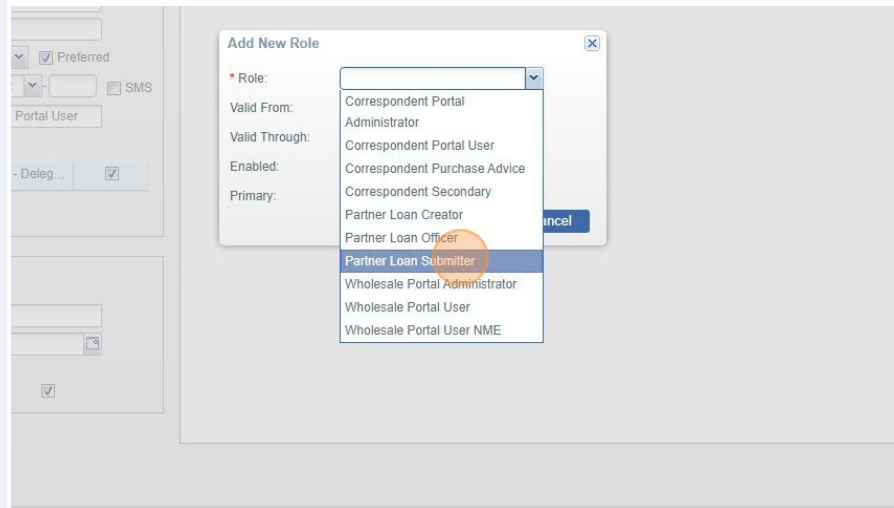 Preferred
SMS
Portal User
- Deleg...
Add New Role
* Role:
Valid From:
Valid Through:
Enabled:
Primary:
Correspondent Portal
Administrator
Correspondent Portal User
Correspondent Purchase Advice
Correspondent Secondary
Partner Loan Creator
Partner Loan Officer
Partner Loan Submitter
Wholesale Portal Administrator
Wholesale Portal User
Wholesale Portal User NME
ancel